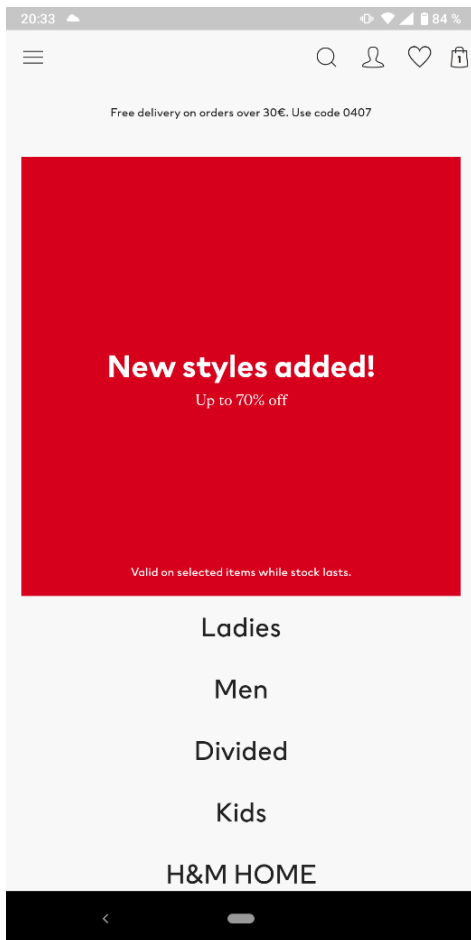 20:33
84 %
1
Free delivery on orders over 30€. Use code 0407
New styles added!
Up to 70% off
Valid on selected items while stock lasts.
Ladies
Men
Divided
Kids
H&M HOME